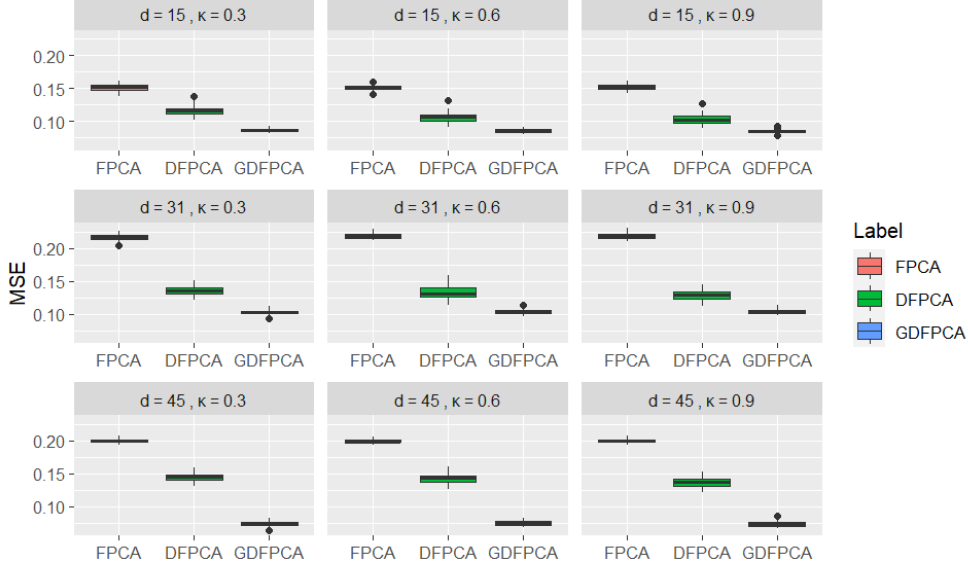 d = 15 , κ = 0.3
d = 15 , κ = 0.6
d = 15 , κ = 0.9
0.20
0.15
0.10
FPCA DFPCA GDFPCA
FPCA DFPCA GDFPCA
FPCA DFPCA GDFPCA
d = 31 , κ = 0.3
d = 31 , κ = 0.6
d = 31 , κ = 0.9
MSE
0.20
0.15
0.10
FPCA DFPCA GDFPCA
FPCA DFPCA GDFPCA
FPCA DFPCA GDFPCA
d = 45 , κ = 0.3
d = 45 , κ = 0.6
d = 45 , κ = 0.9
0.20
0.15
0.10
FPCA DFPCA GDFPCA
FPCA DFPCA GDFPCA
FPCA DFPCA GDFPCA
Label
FPCA
DFPCA
GDFPCA